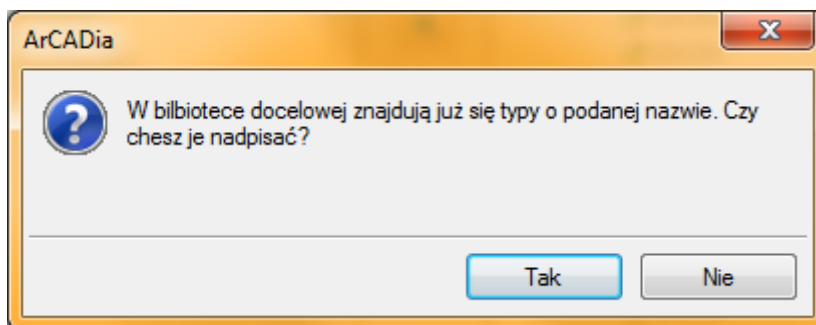 ArCADia
W bilbiotece docelowej znajdują już się typy o podanej nazwie. Czy
chesz je nadpisać?
Tak
Nie